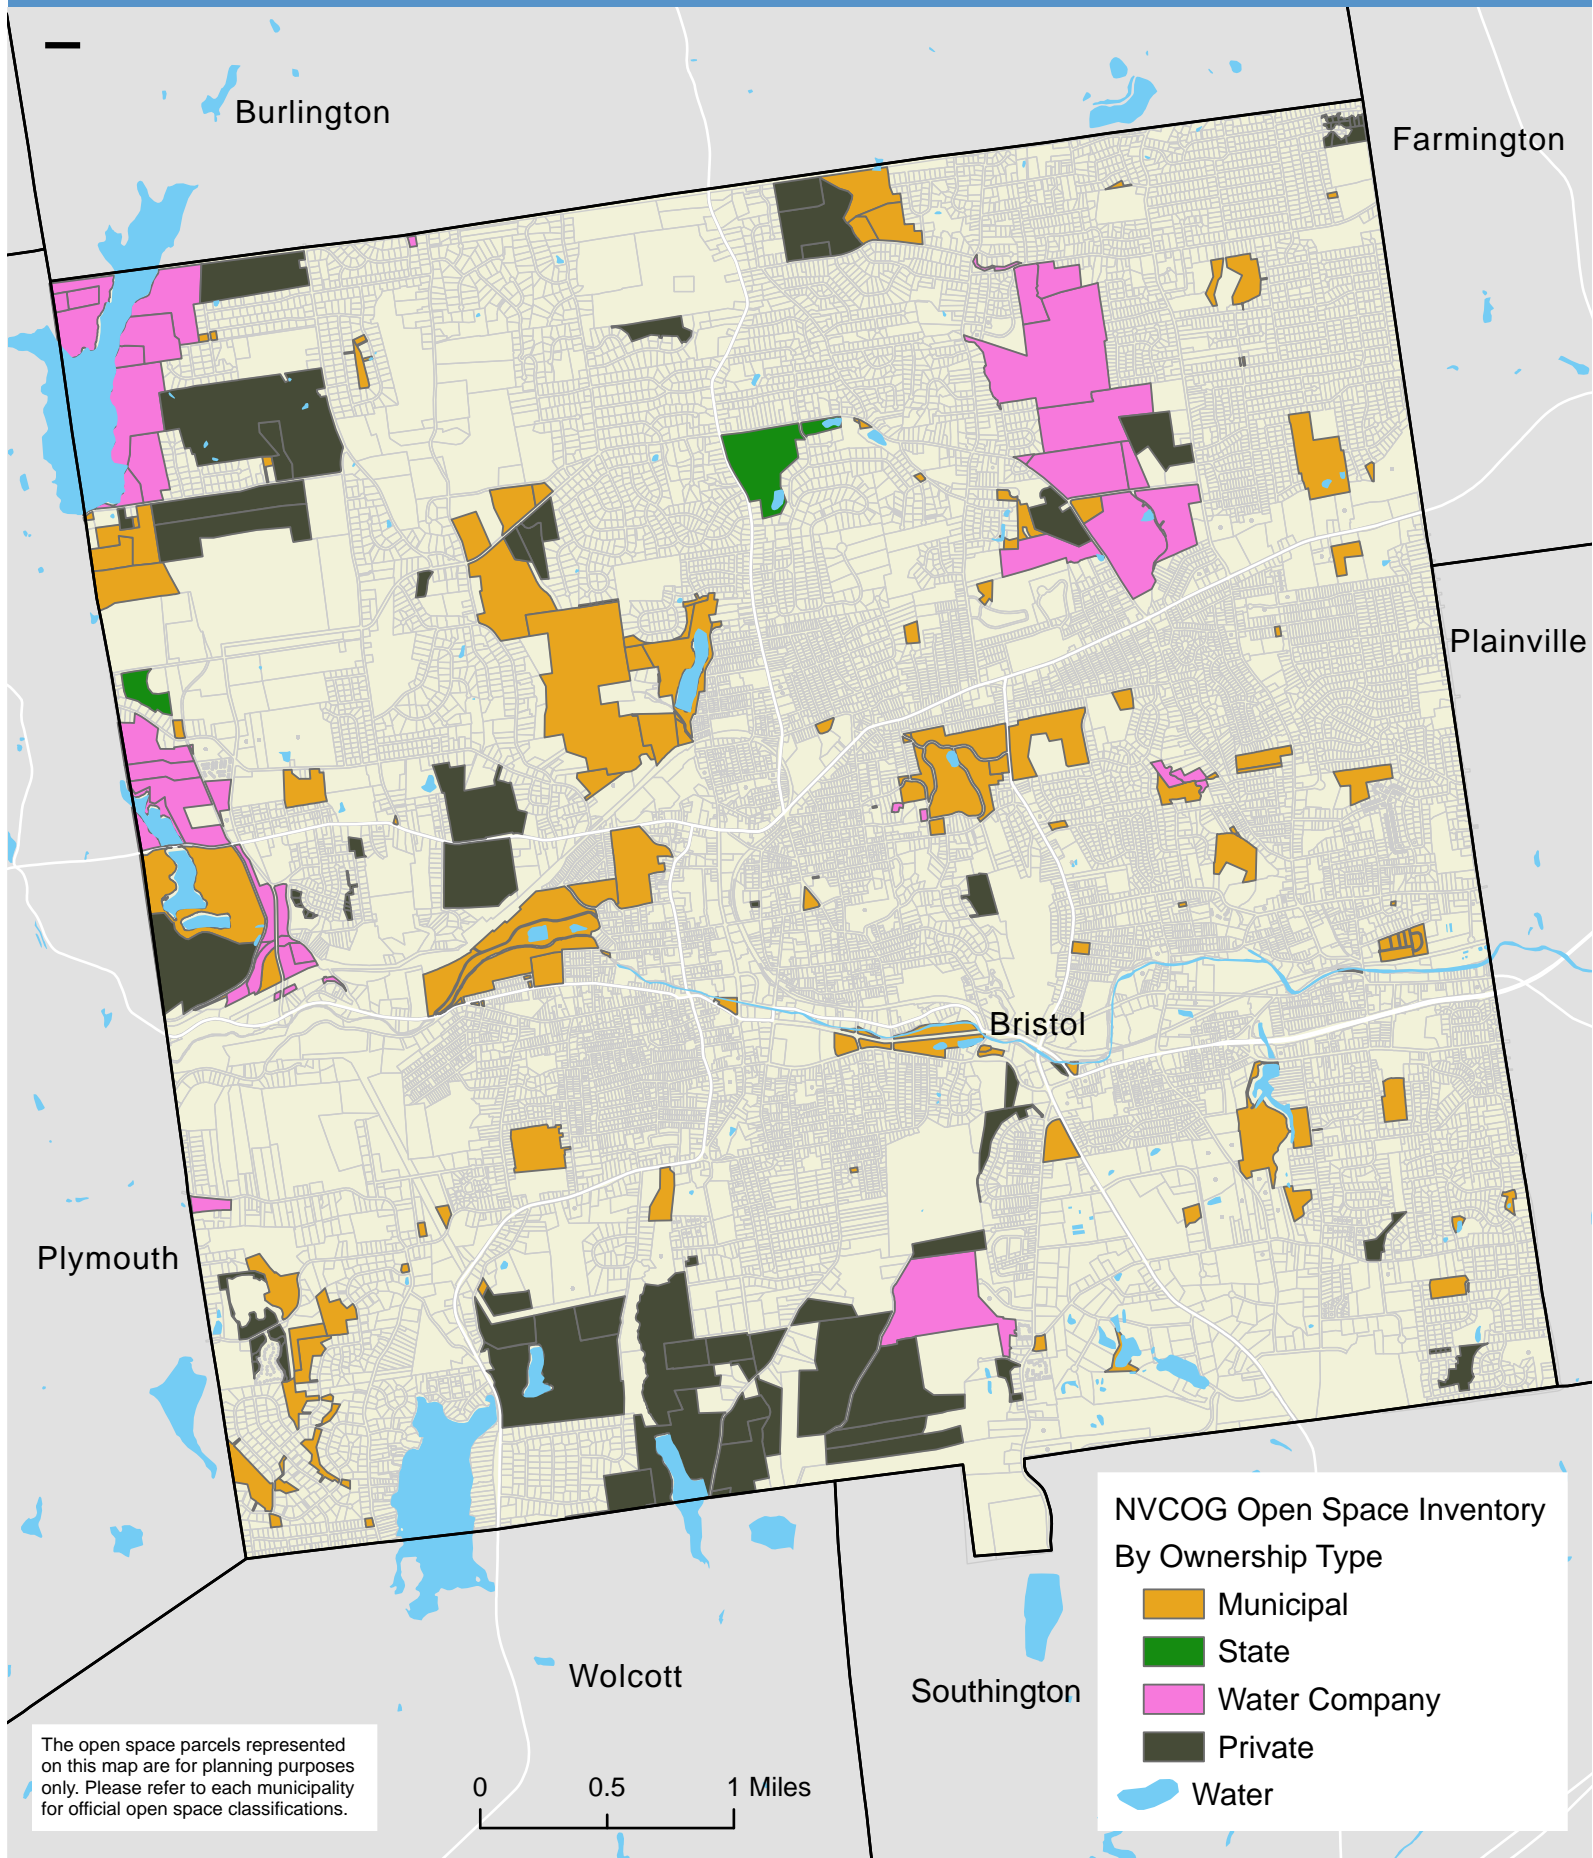 Burlington
Farmington
Plainville
Bristol
Plymouth
NVCOG Open Space Inventory
By Ownership Type
Municipal
State
Water Company
Private
Water
Wolcott
Southington
The open space parcels represented
on this map are for planning purposes
only. Please refer to each municipality
for official open space classifications.
0 0.5 1 Miles